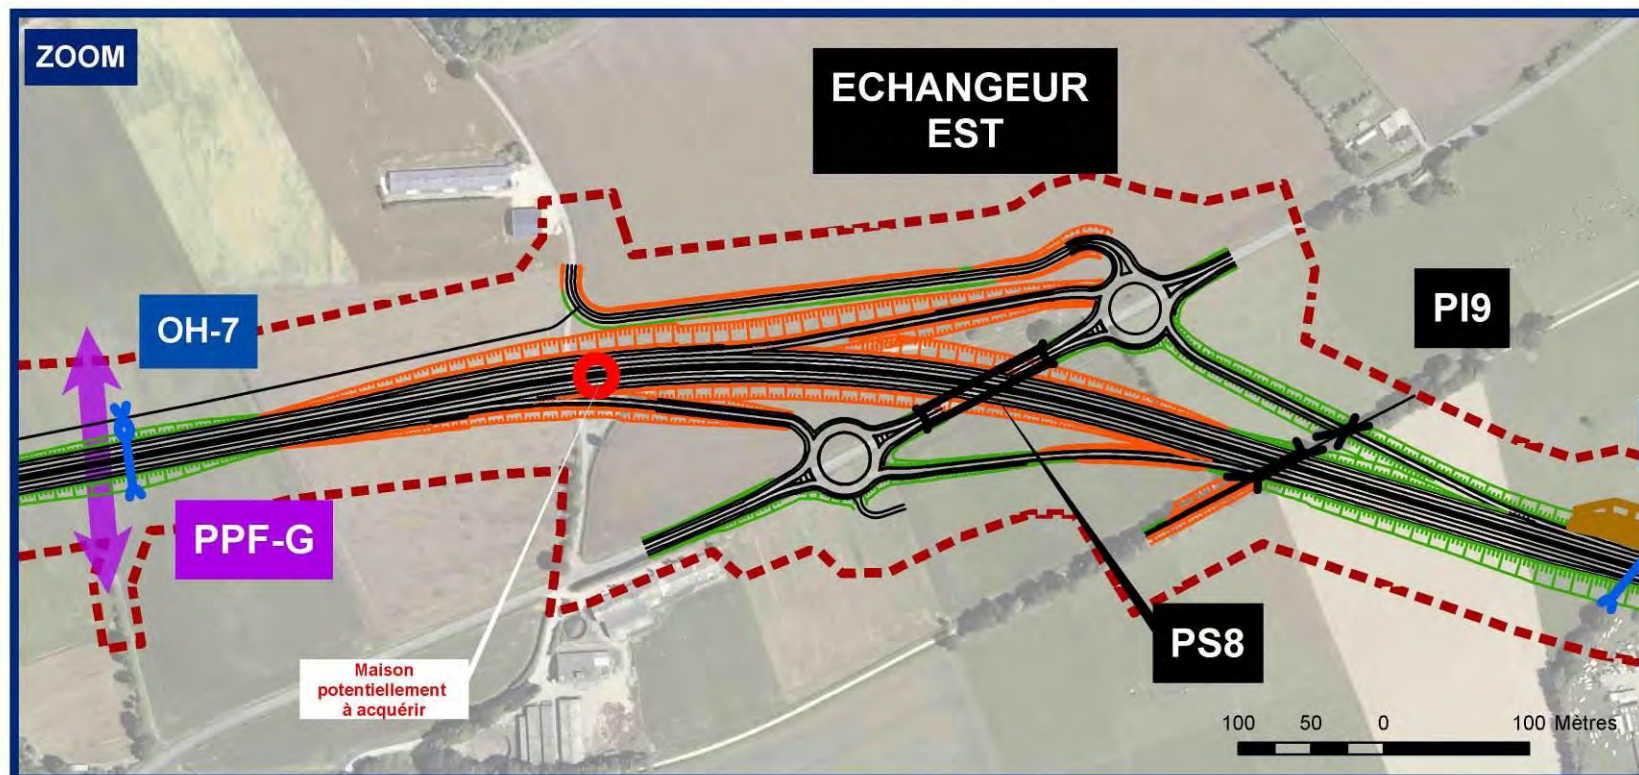 ZOOM
ECHANGEUR
EST
OH-7
PI9
PPF-G
PS8
Maison
potentiellement
à acquérir
100 50 0 100 Mètres